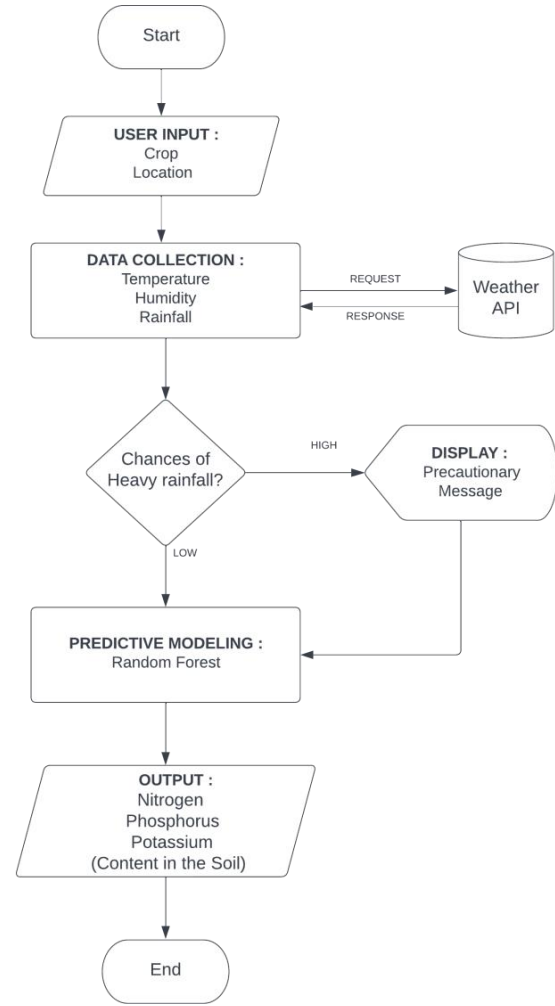 Start
USER INPUT :
Crop
Location
DATA COLLECTION :
Temperature
Humidity
Rainfall
REQUEST
RESPONSE
Weather
API
Chances of
Heavy rainfall?
HIGH
DISPLAY :
Precautionary
Message
LOW
PREDICTIVE MODELING :
Random Forest
OUTPUT :
Nitrogen
Phosphorus
Potassium
(Content in the Soil)
End